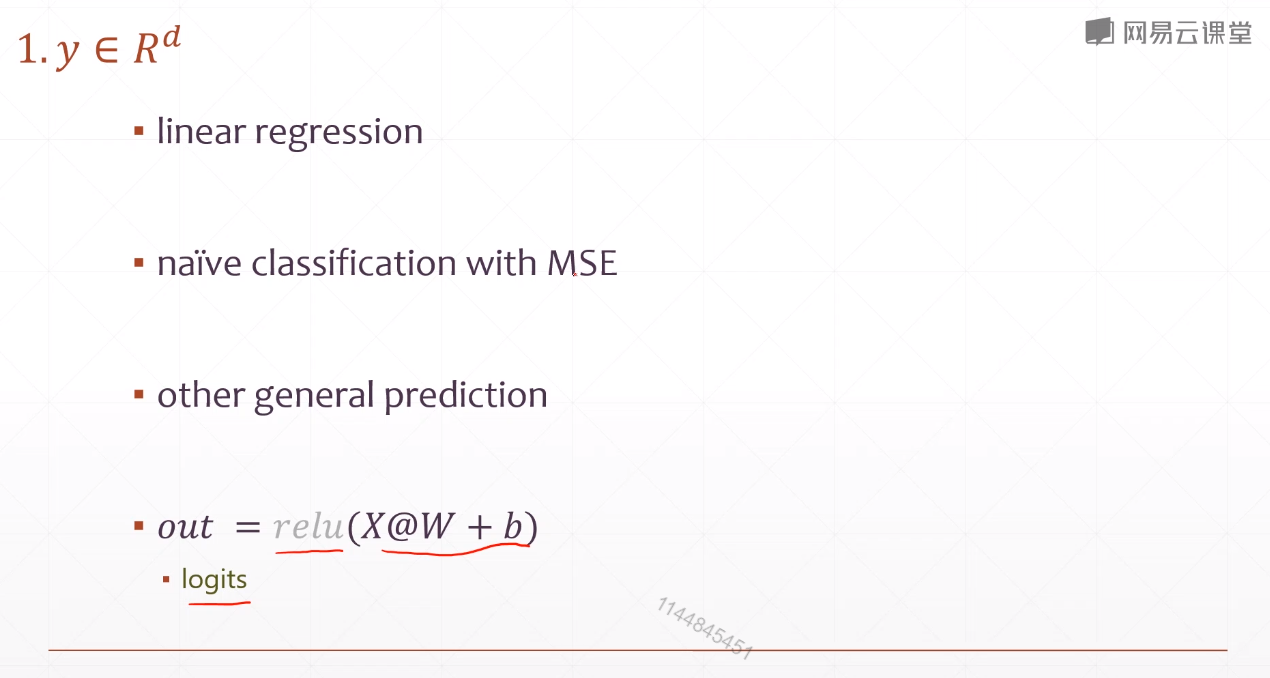 1. y ∈ R^d
网易云课堂
▪ linear regression
▪ naïve classification with MSE
▪ other general prediction
▪ out = relu(X@W + b)
▪ logits
1144845451